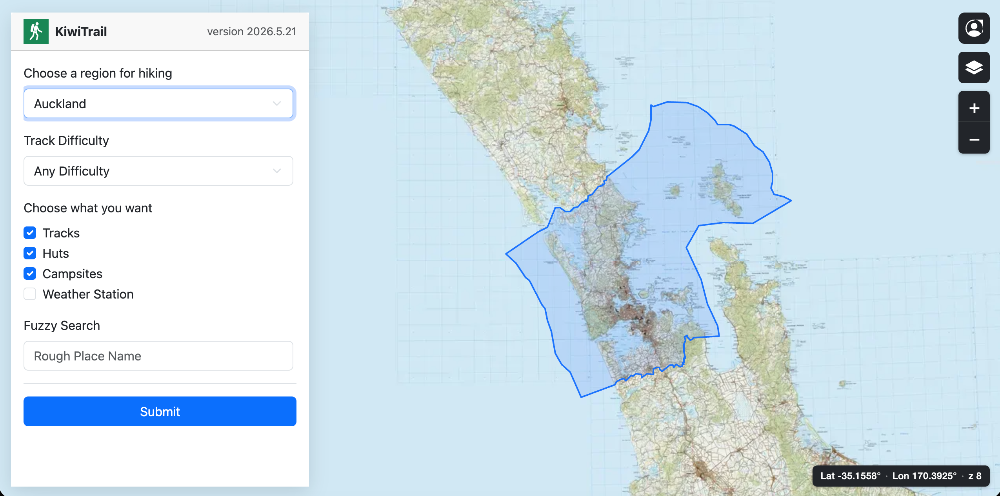 KiwiTrail
version 2026.5.21
Choose a region for hiking
Auckland
Track Difficulty
Any Difficulty
Choose what you want
Tracks
Huts
Campsites
Weather Station
Fuzzy Search
Rough Place Name
Submit
+
−
Lat -35.1558° · Lon 170.3925° · z 8